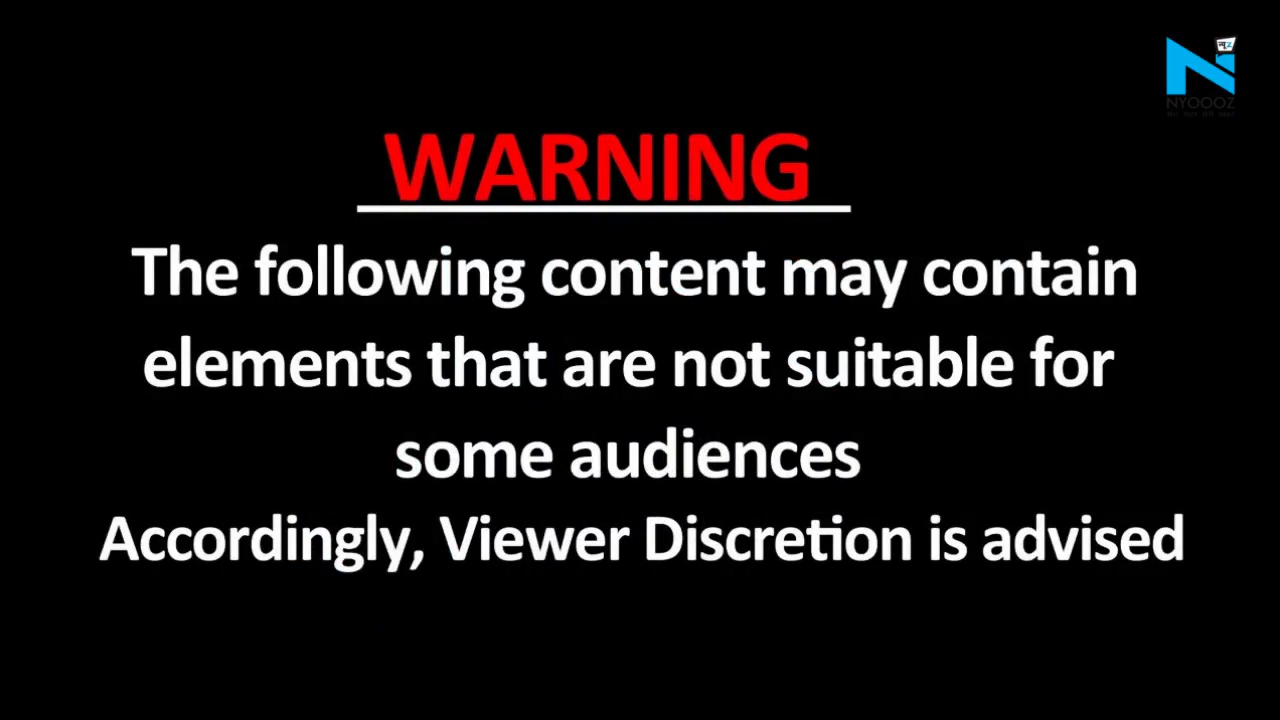 न्यूz
NYOOOZ
WARNING
The following content may contain
elements that are not suitable for
some audiences
Accordingly, Viewer Discretion is advised